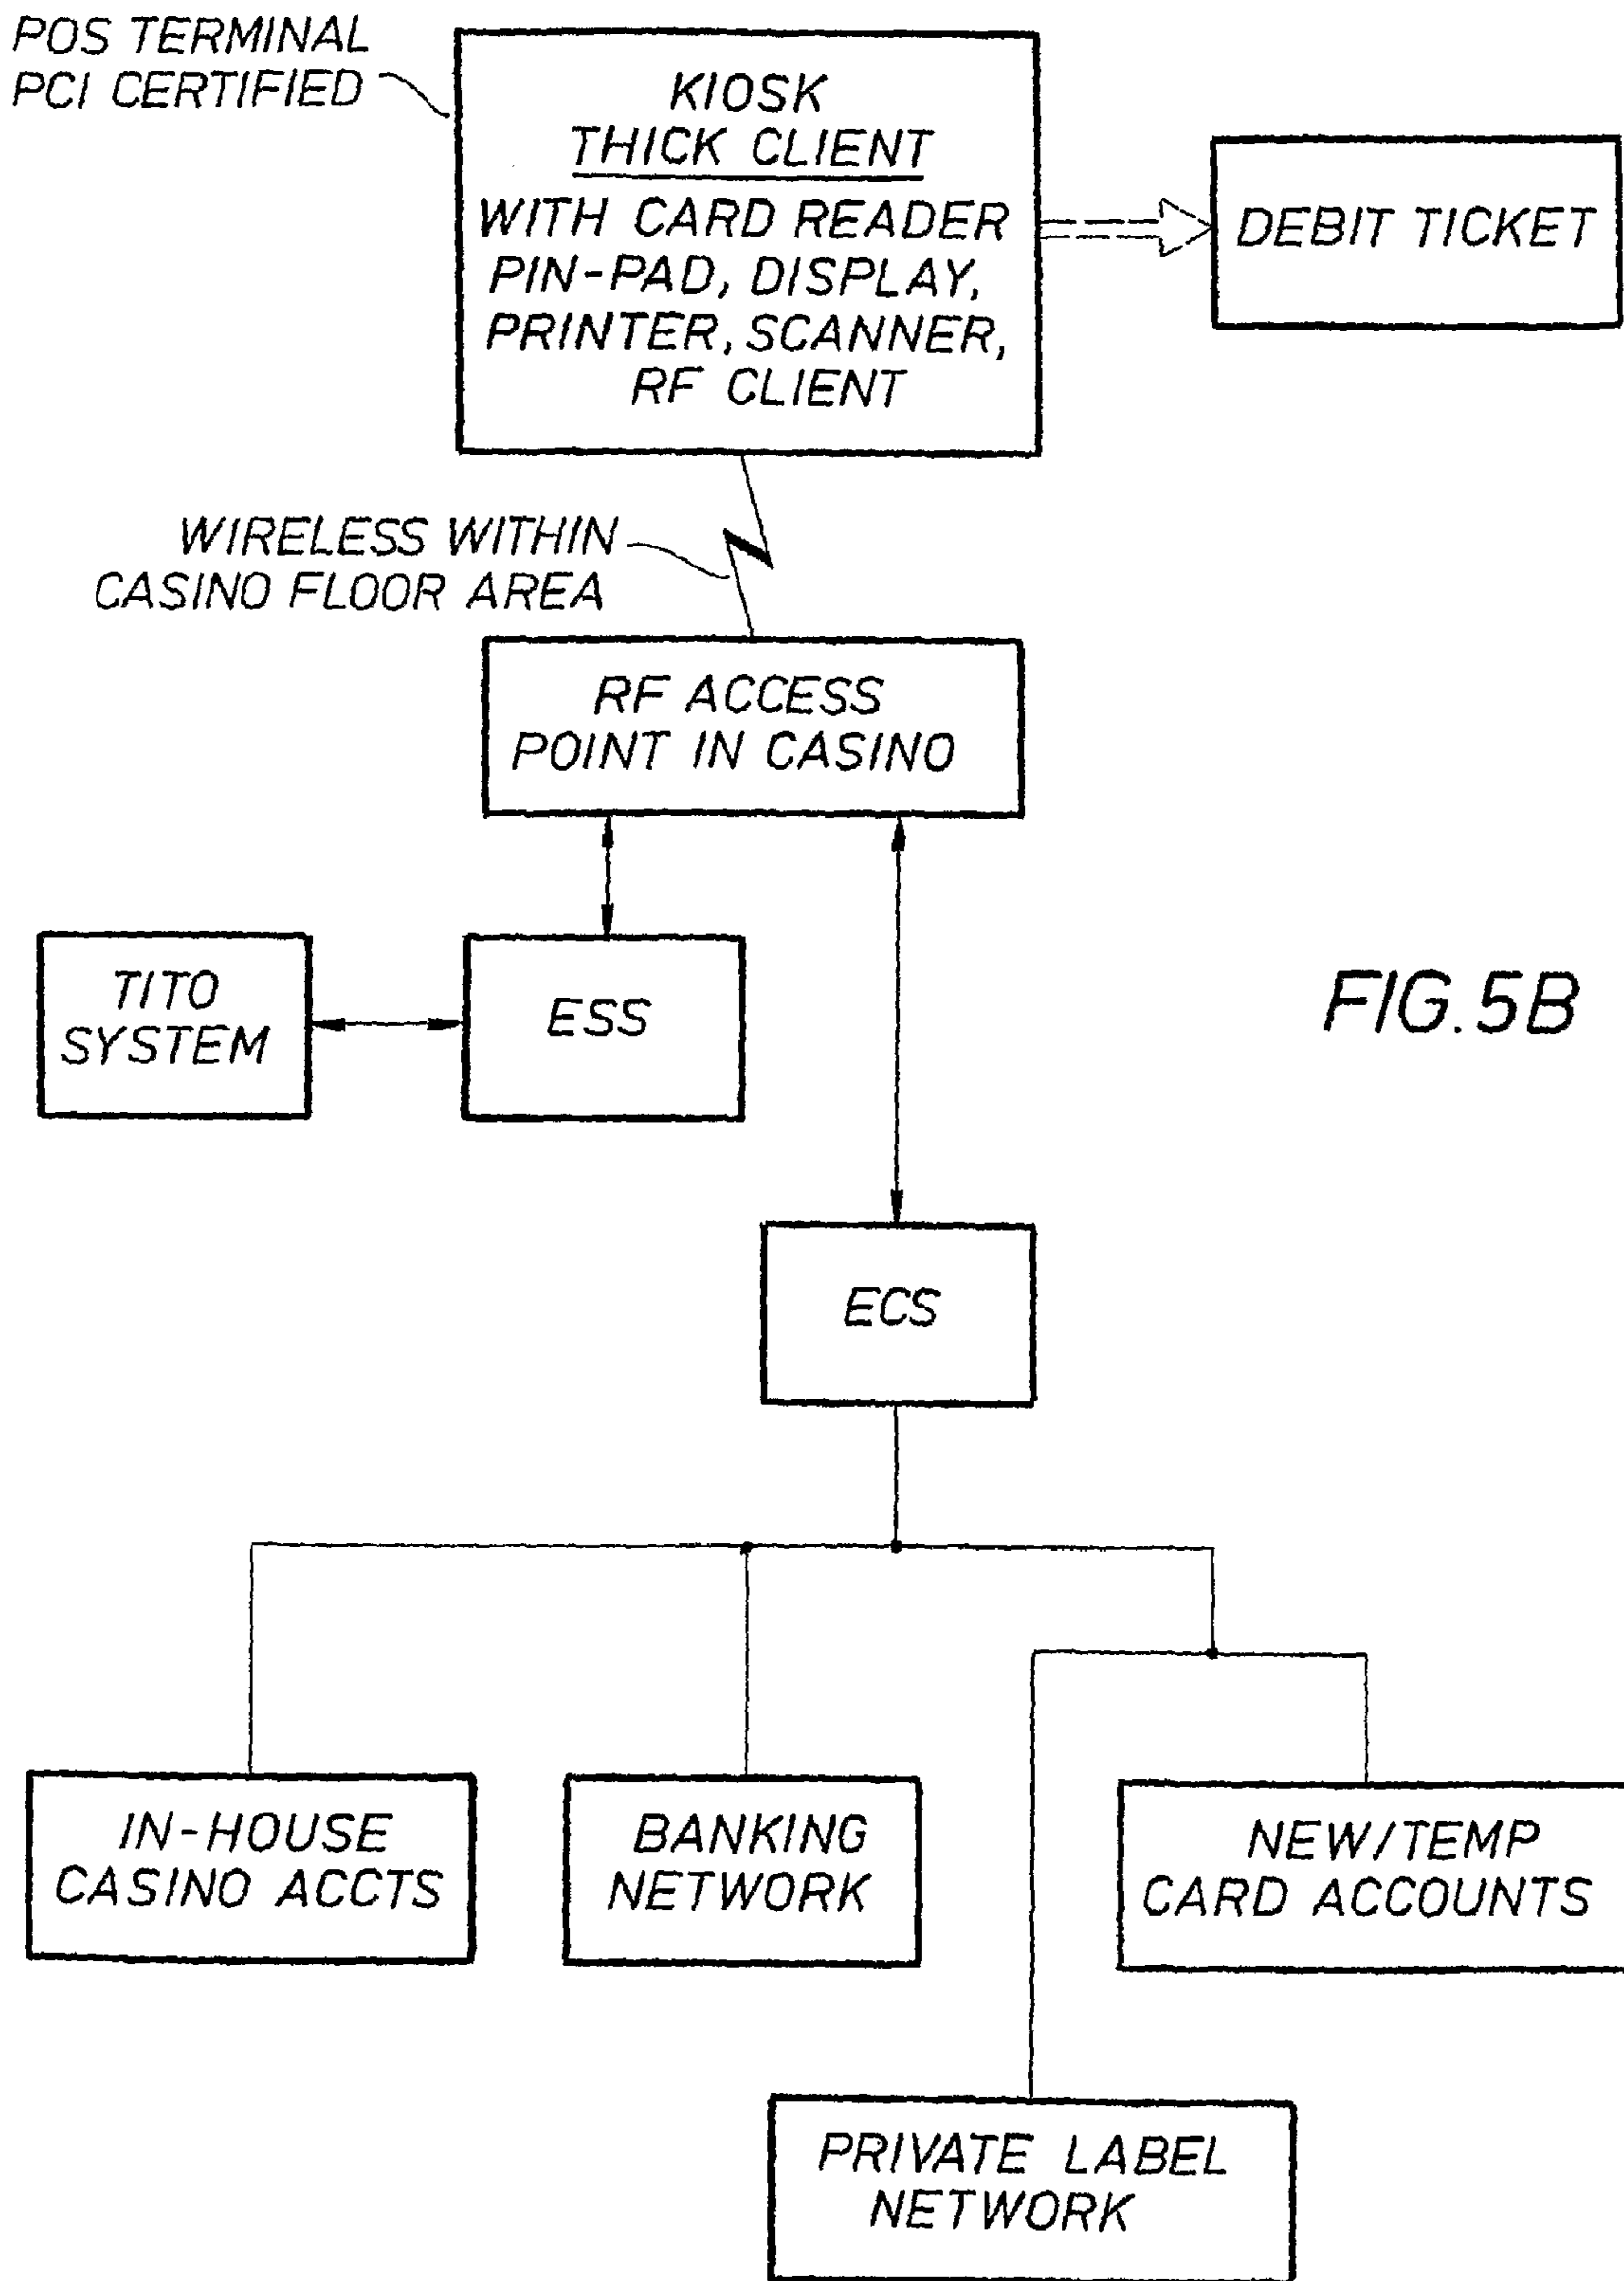 POS TERMINAL
PCI CERTIFIED
KIOSK
THICK CLIENT
WITH CARD READER
PIN-PAD, DISPLAY,
PRINTER, SCANNER,
RF CLIENT
DEBIT TICKET
WIRELESS WITHIN
CASINO FLOOR AREA
RF ACCESS
POINT IN CASINO
TITO
SYSTEM
ESS
FIG. 5B
ECS
IN-HOUSE
CASINO ACCTS
BANKING
NETWORK
NEW/TEMP
CARD ACCOUNTS
PRIVATE LABEL
NETWORK